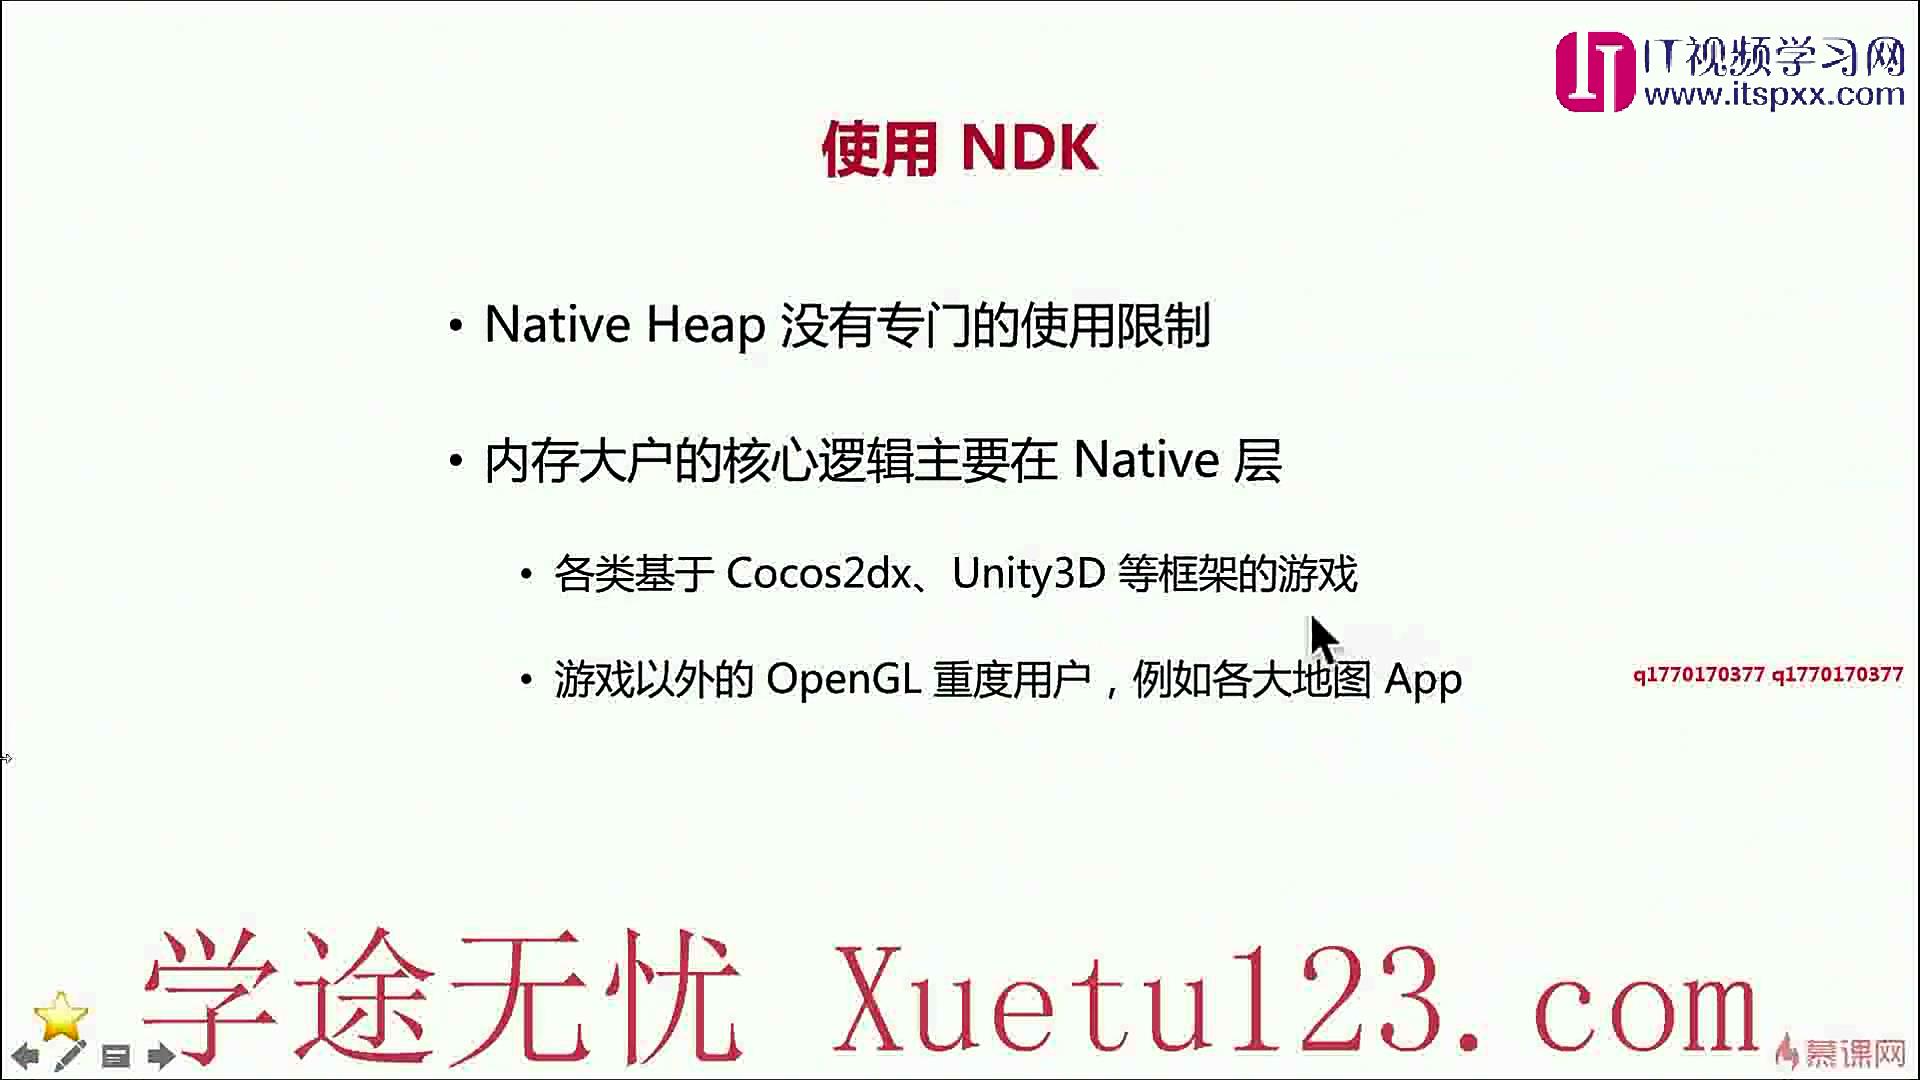 IT视频学习网
www.itspxx.com
使用 NDK
• Native Heap 没有专门的使用限制
• 内存大户的核心逻辑主要在 Native 层
• 各类基于 Cocos2dx、Unity3D 等框架的游戏
• 游戏以外的 OpenGL 重度用户，例如各大地图 App
q1770170377 q1770170377
学途无忧 Xuetu123.com
慕课网